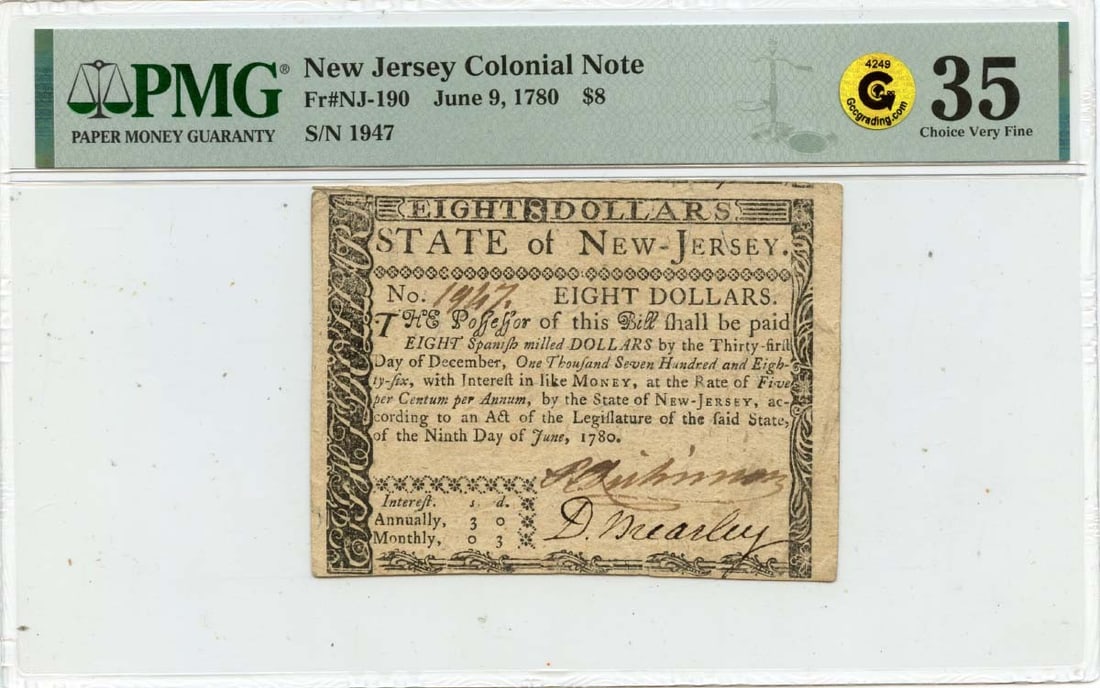 PMG®
PAPER MONEY GUARANTY
New Jersey Colonial Note
Fr#NJ-190 June 9, 1780 $8
S/N 1947
4249
G
Gccgrading.com
35
Choice Very Fine
EIGHT 8 DOLLARS
STATE of NEW-JERSEY.
No. 1947. EIGHT DOLLARS.
THE Poſſeſſor of this Bill ſhall be paid
EIGHT Spaniſh milled DOLLARS by the Thirty-firſt
Day of December, One Thouſand Seven Hundred and Eigh-
ty-ſix, with Intereſt in like MONEY, at the Rate of Five
per Centum per Annum, by the State of NEW-JERSEY, ac-
cording to an Act of the Legiſlature of the ſaid State,
of the Ninth Day of June, 1780.
Intereſt. s d.
Annually, 3 0
Monthly, 0 3
D. Brearley